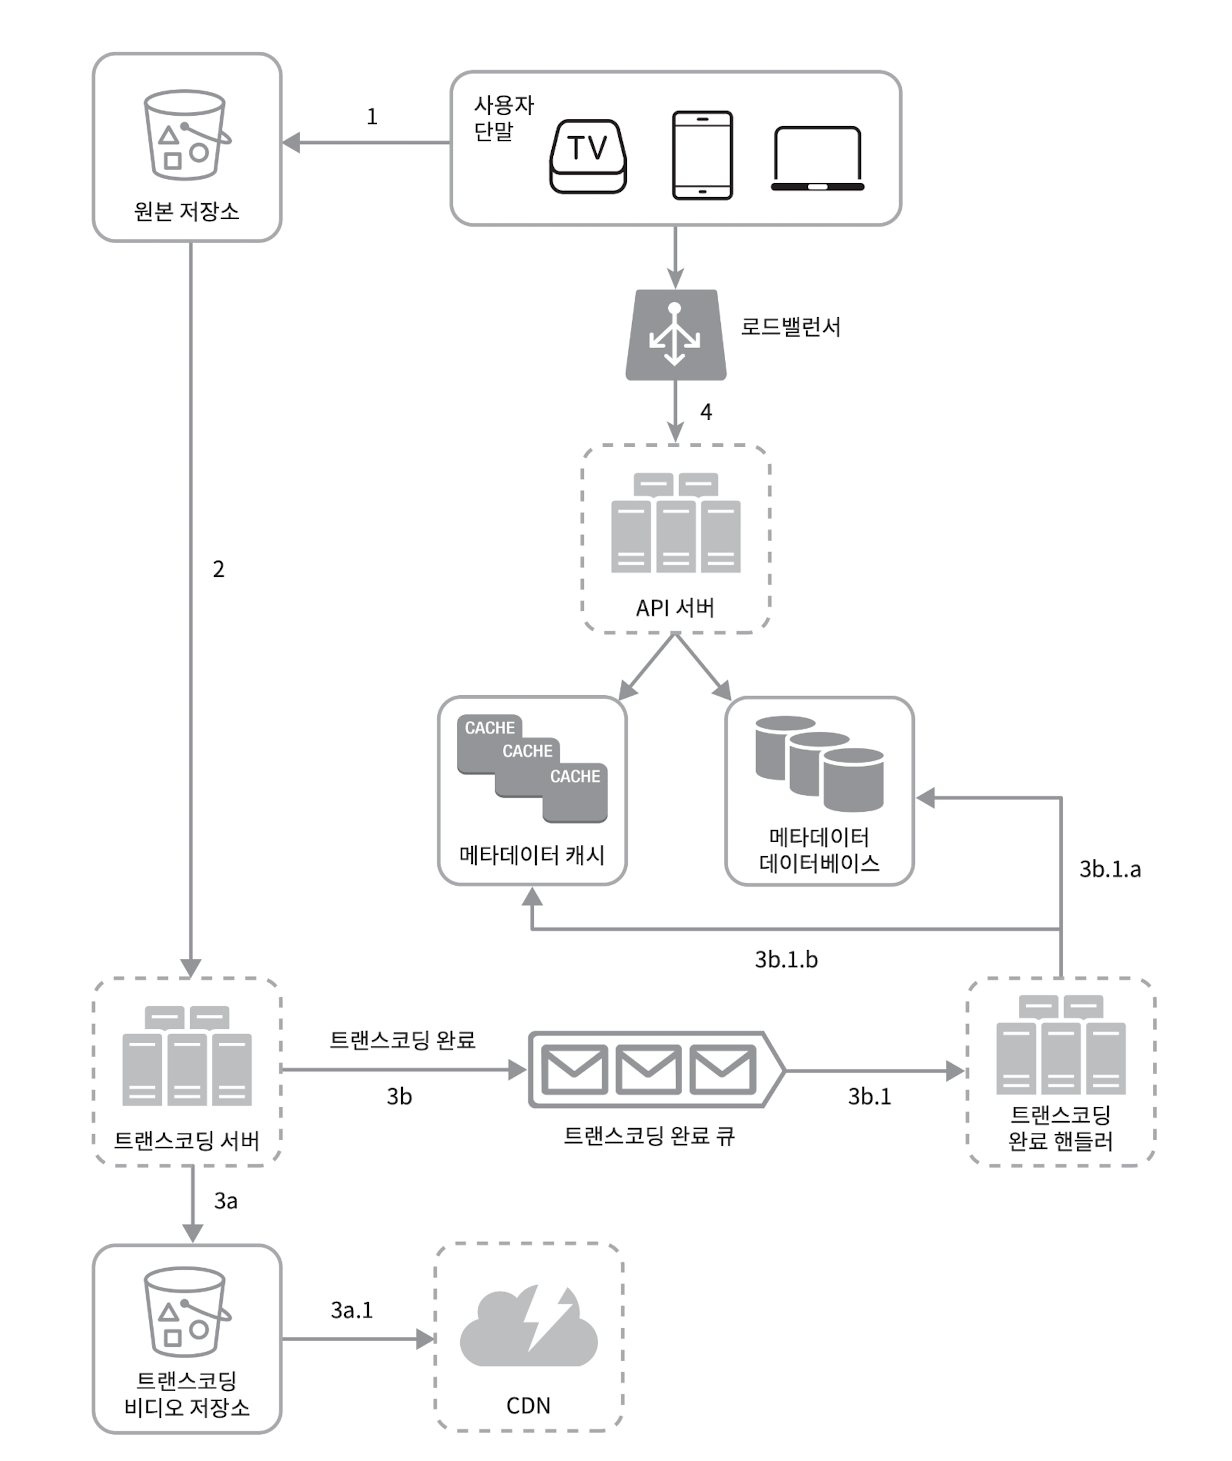 사용자
단말
TV
1
원본 저장소
로드밸런서
4
API 서버
2
CACHE
CACHE
CACHE
메타데이터 캐시
메타데이터
데이터베이스
3b.1.a
3b.1.b
트랜스코딩 서버
트랜스코딩 완료
3b
트랜스코딩 완료 큐
3b.1
트랜스코딩
완료 핸들러
3a
트랜스코딩
비디오 저장소
3a.1
CDN